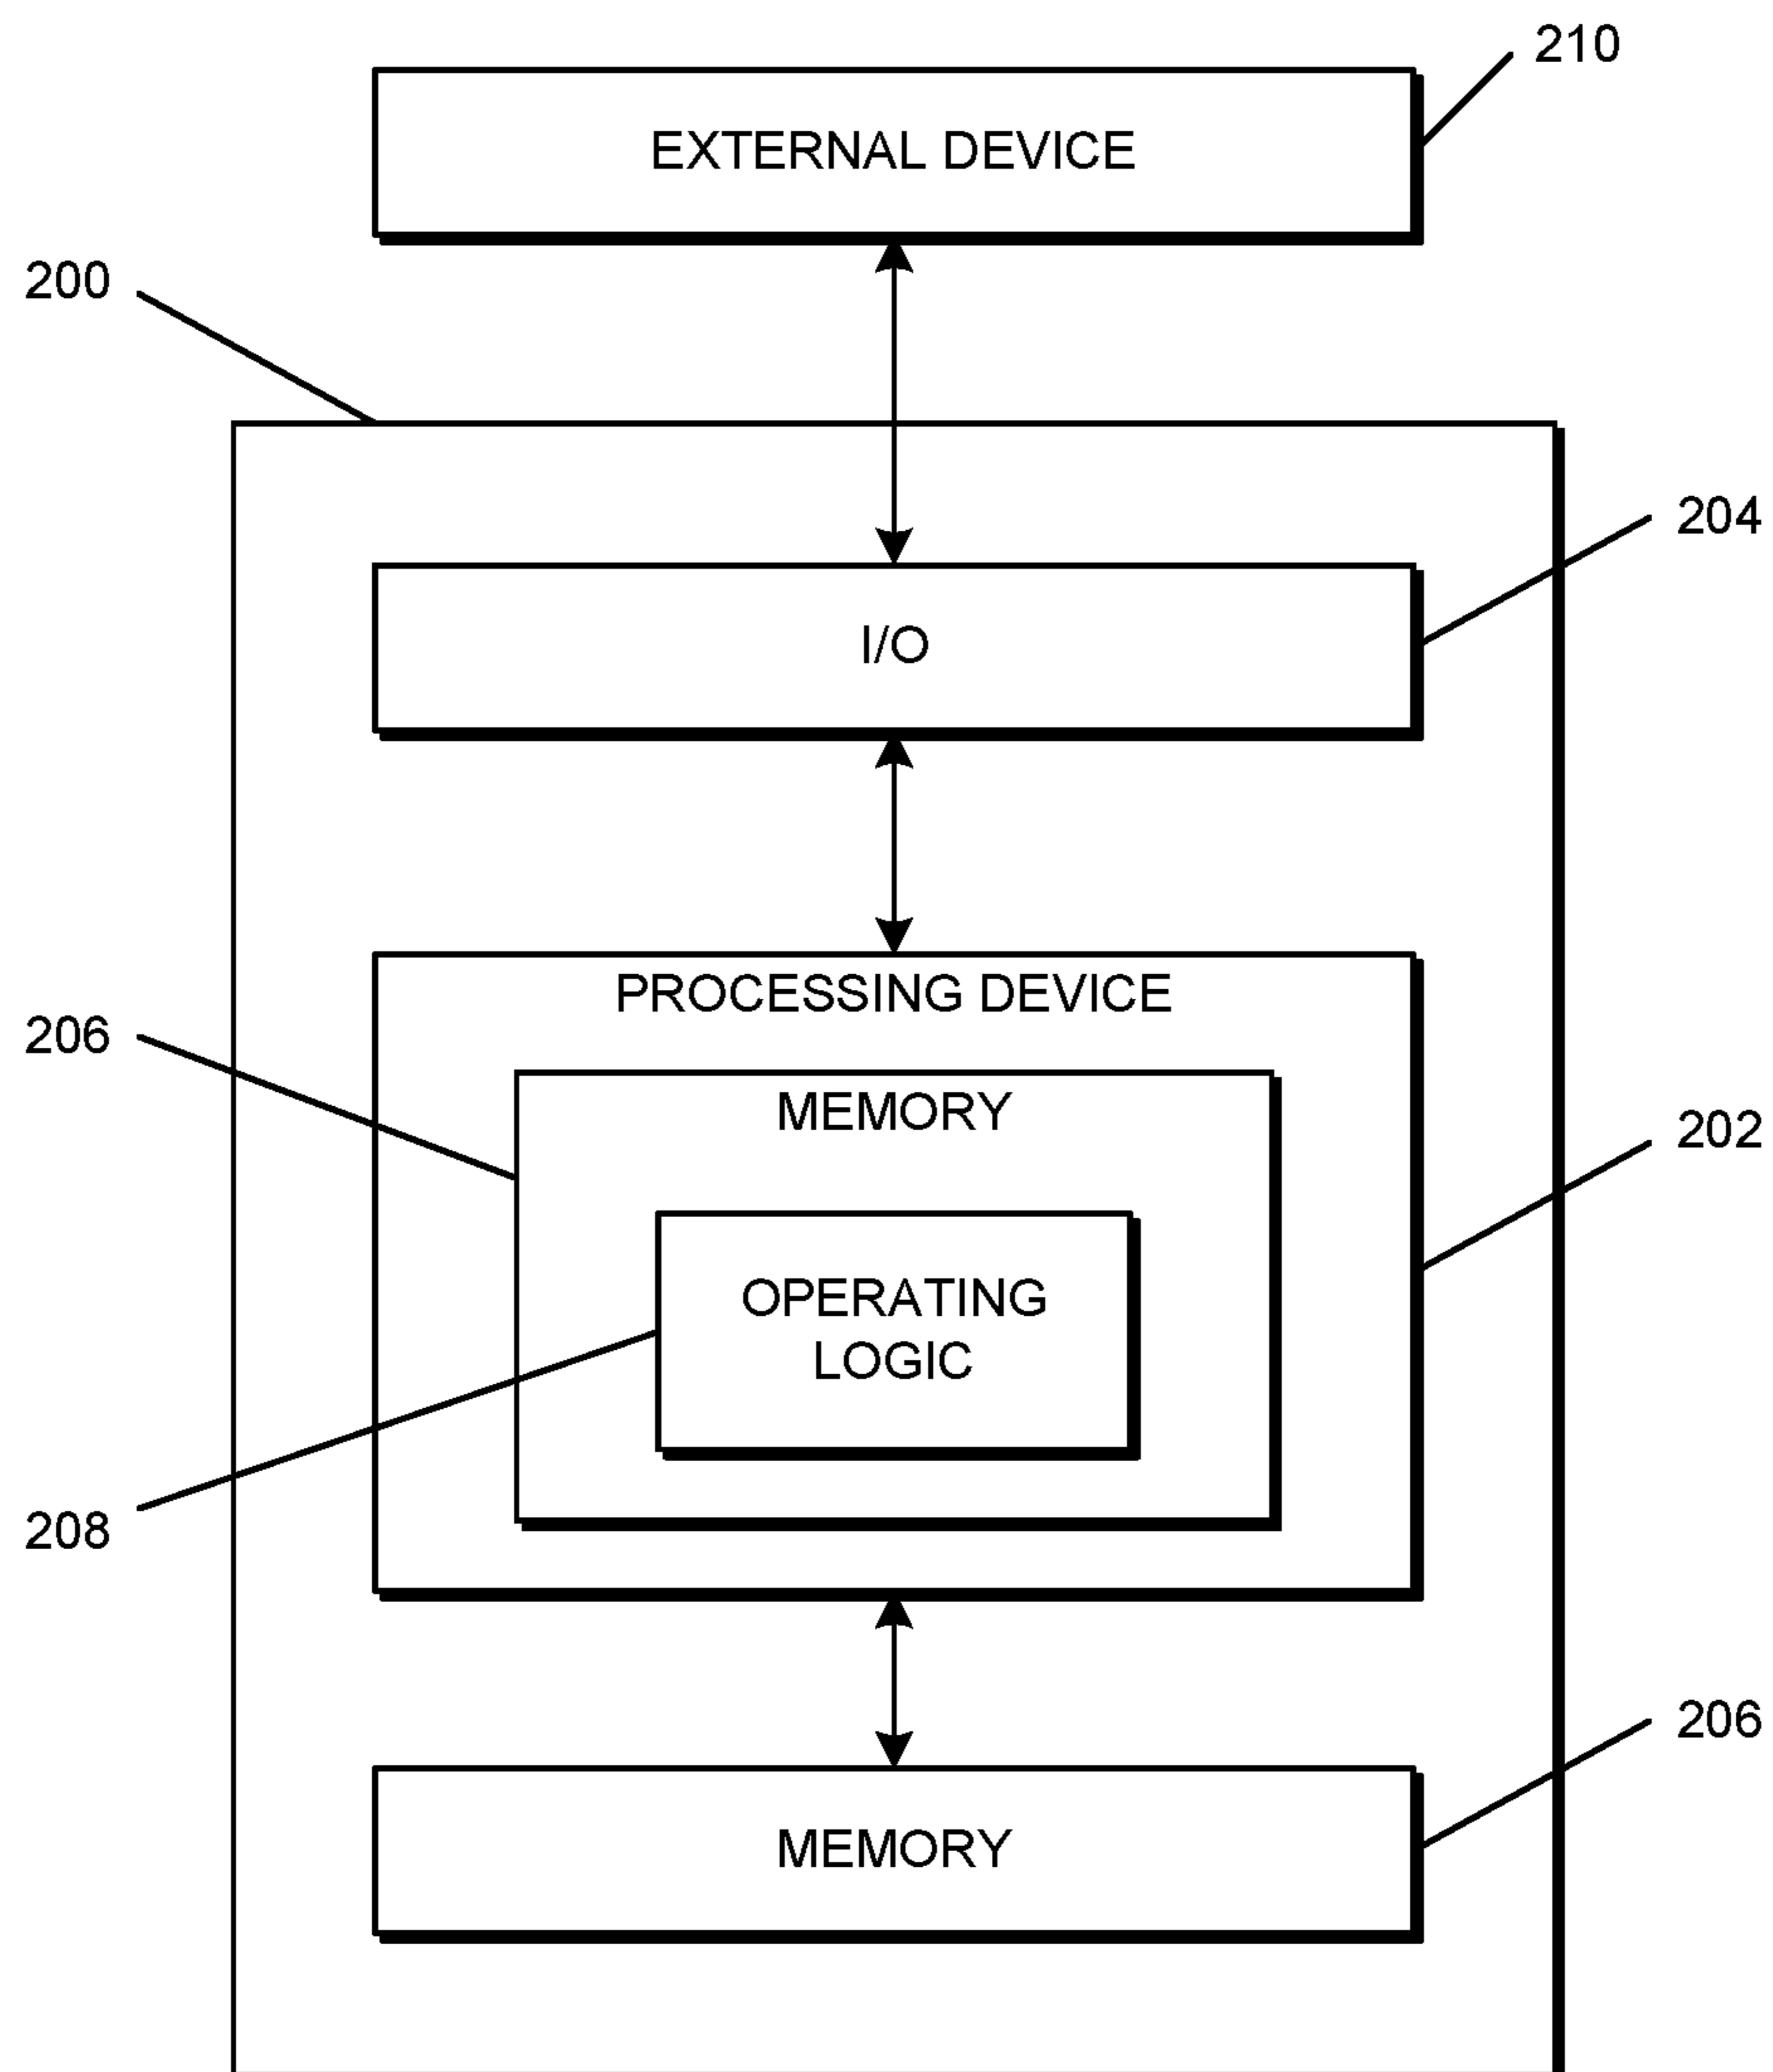 210
EXTERNAL DEVICE
200
204
I/O
PROCESSING DEVICE
206
MEMORY
202
OPERATING
LOGIC
208
206
MEMORY